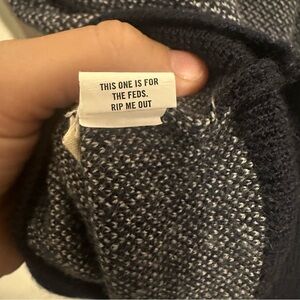 THIS ONE IS FOR
THE FEDS.
RIP ME OUT